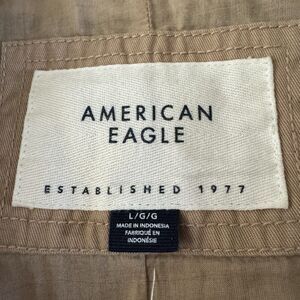 AMERICAN
EAGLE
ESTABLISHED 1977
L/G/G
MADE IN INDONESIA
FABRIQUÉ EN
INDONÉSIE